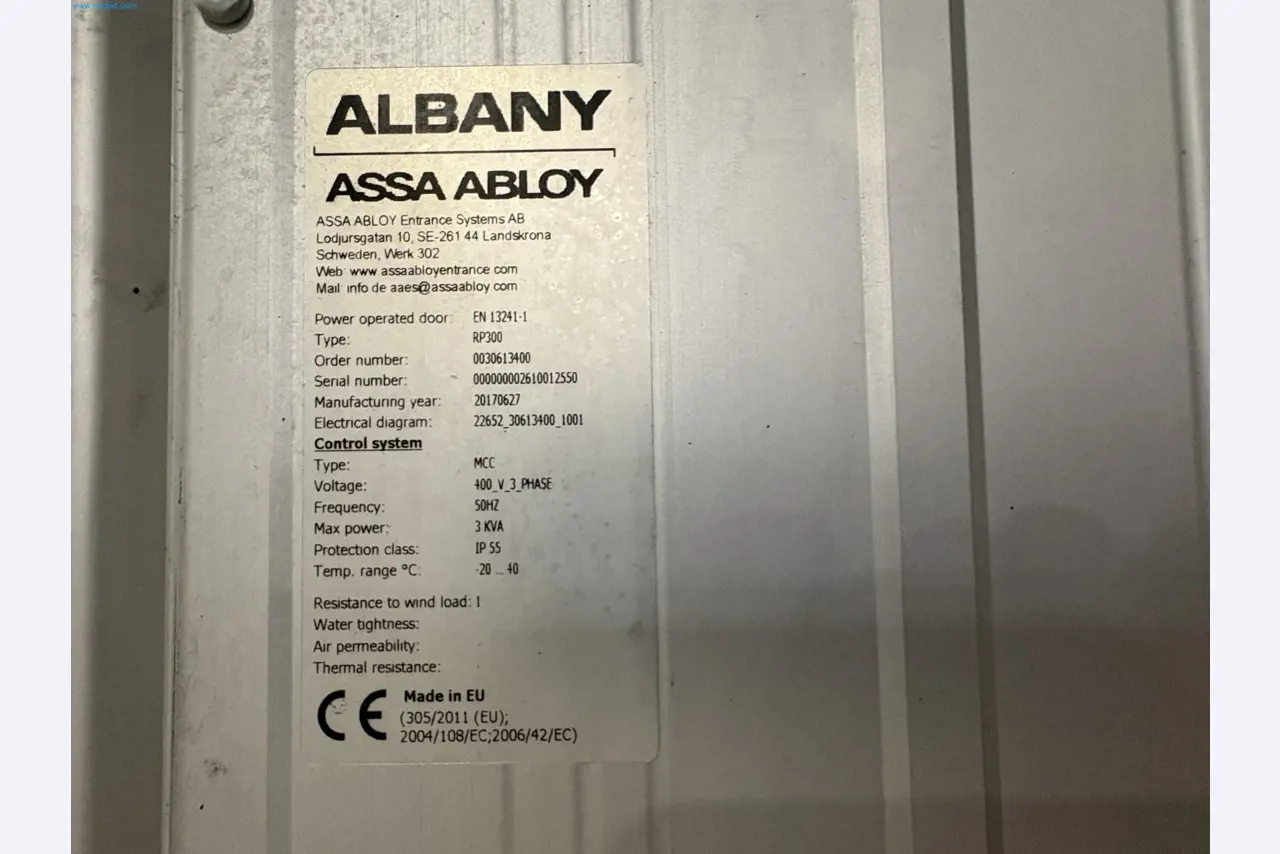 ALBANY
ASSA ABLOY
ASSA ABLOY Entrance Systems AB
Lodjursgatan 10, SE-261 44 Landskrona
Schweden, Werk 302
Web: www.assaabloyentrance.com
Mail: info.de.aaes@assaabloy.com
Power operated door: EN 13241-1
Type: RP300
Order number: 0030613400
Serial number: 000000002610012550
Manufacturing year: 20170627
Electrical diagram: 22652_30613400_1001
Control system
Type: MCC
Voltage: 400_V_3_PHASE
Frequency: 50HZ
Max power: 3 KVA
Protection class: IP 55
Temp. range °C: -20 ... 40
Resistance to wind load: 1
Water tightness:
Air permeability:
Thermal resistance:
CE Made in EU
(305/2011 (EU);
2004/108/EC;2006/42/EC)